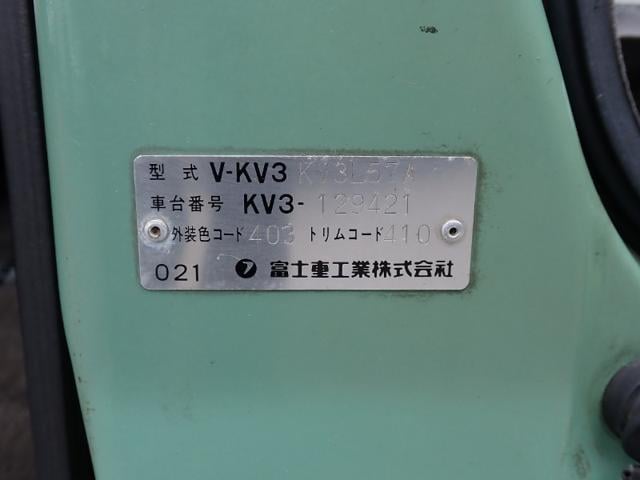 型式 V-KV3 KV3L57A
車台番号 KV3-129421
外装色コード403 トリムコード410
021 富士重工業株式会社